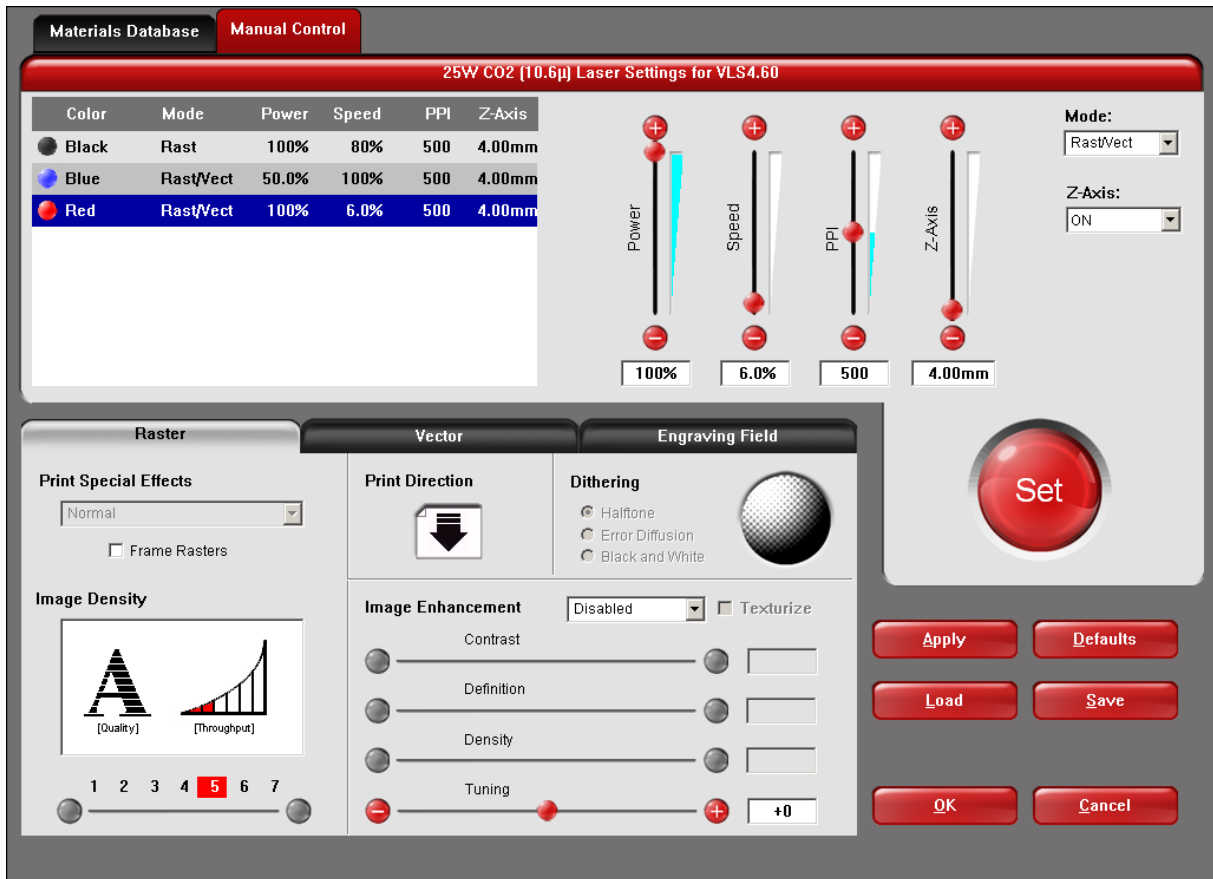 Materials Database
Manual Control
25W CO2 (10.6µ) Laser Settings for VLS4.60
Color Mode Power Speed PPI Z-Axis
Black Rast 100% 80% 500 4.00mm
Blue Rast/Vect 50.0% 100% 500 4.00mm
Red Rast/Vect 100% 6.0% 500 4.00mm
Power
Speed
PPI
Z-Axis
100%
6.0%
500
4.00mm
Mode:
Rast/Vect
Z-Axis:
ON
Set
Raster
Vector
Engraving Field
Print Special Effects
Normal
Frame Rasters
Print Direction
Dithering
Halftone
Error Diffusion
Black and White
Image Density
A
[Quality]
[Throughput]
1 2 3 4 5 6 7
Image Enhancement
Disabled
Texturize
Contrast
Definition
Density
Tuning
+0
Apply
Defaults
Load
Save
OK
Cancel